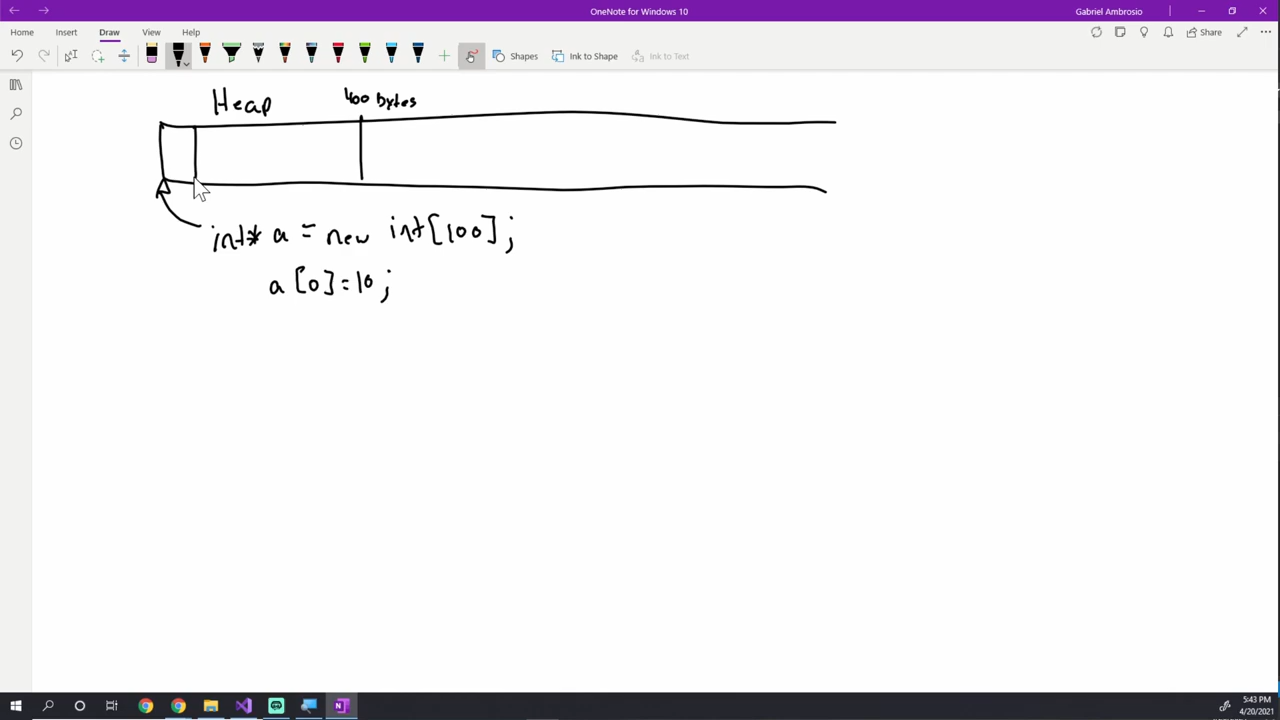 OneNote for Windows 10
Gabriel Ambrosio
Home Insert Draw View Help
Share
Shapes
Ink to Shape
Ink to Text
Heap
400 bytes
int* a = new int[100];
a[0]=10;
5:43 PM
4/20/2021